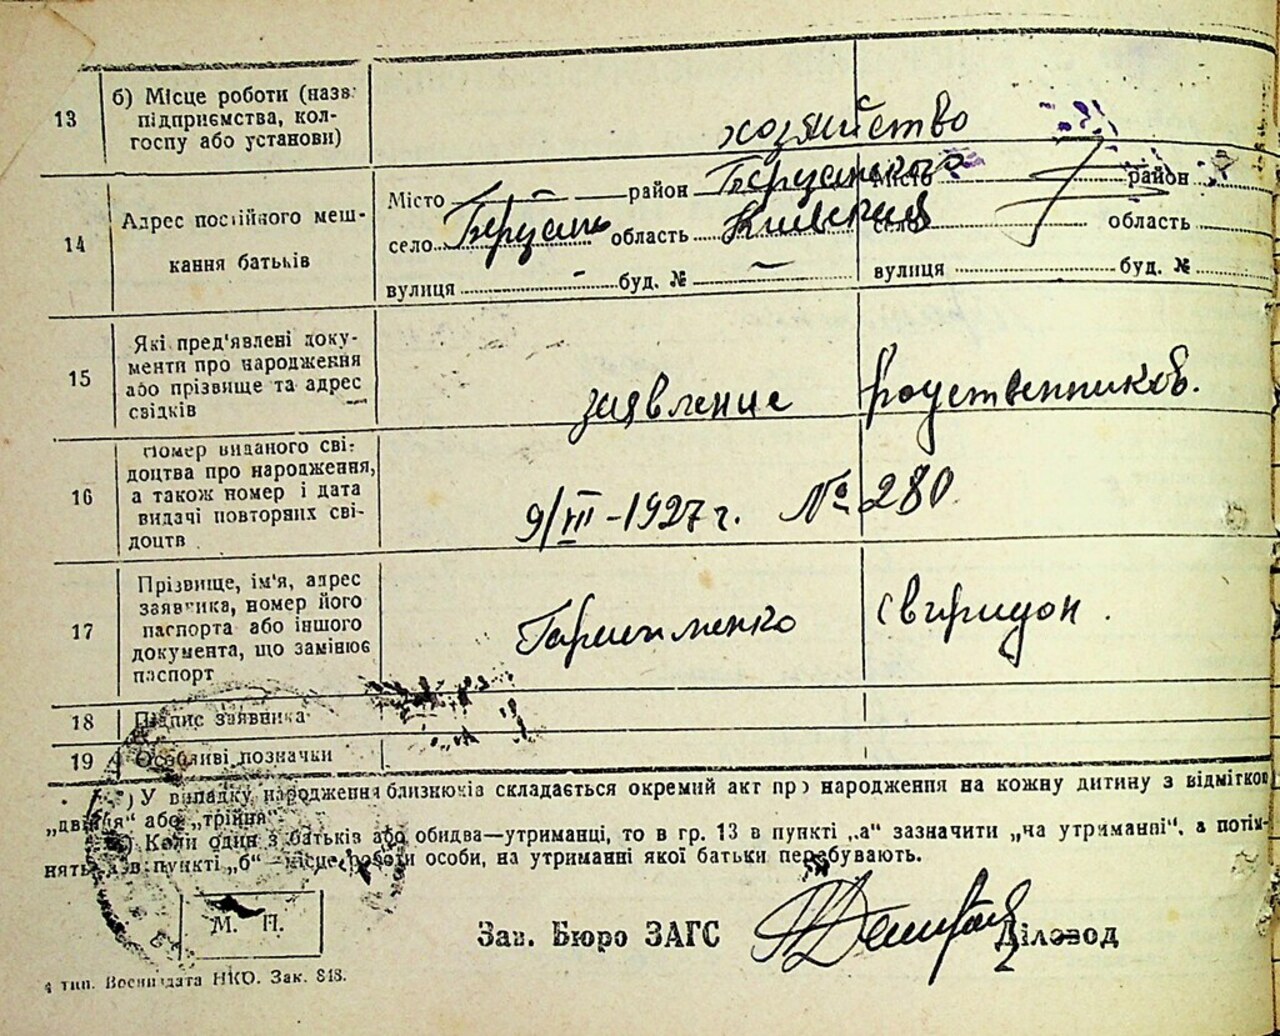 13
б) Місце роботи (назв.
підприємства, кол-
госпу або установи)
хозяйство
14
Адрес постійного меш-
кання батьків
Місто — район
село Березань область Киевская
вулиця - буд. № —
Місто район
село область
вулиця буд. №
15
Які пред'явлені доку-
менти про народження
або прізвище та адрес
свідків
заявление родственников.
16
Номер виданого сві-
доцтва про народження,
а також номер і дата
видачі повторних сві-
доцтв
9/III - 1927 г. № 280
17
Прізвище, ім'я, адрес
заявника, номер його
паспорта або іншого
документа, що замінює
паспорт
Свиридон.
18
Підпис заявника
19
Особливі позначки
) У випадку народження близнюків складається окремий акт про народження на кожну дитину з відміткою
„двійня“ або „трійня“.
) Коли один з батьків або обидва—утриманці, то в гр. 13 в пункті „а“ зазначити „на утриманні“, а потім
в пункті „б“ — місце роботи особи, на утриманні якої батьки перебувають.
М. П.
Зав. Бюро ЗАГС
Діловод
4 тип. Воениздата НКО. Зак. 848.